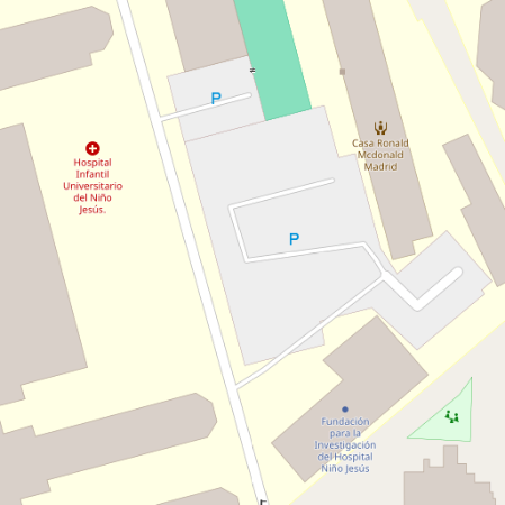 P
Casa Ronald
Mcdonald
Madrid
Hospital
Infantil
Universitario
del Niño
Jesús.
P
Fundación
para la
Investigación
del Hospital
Niño Jesús